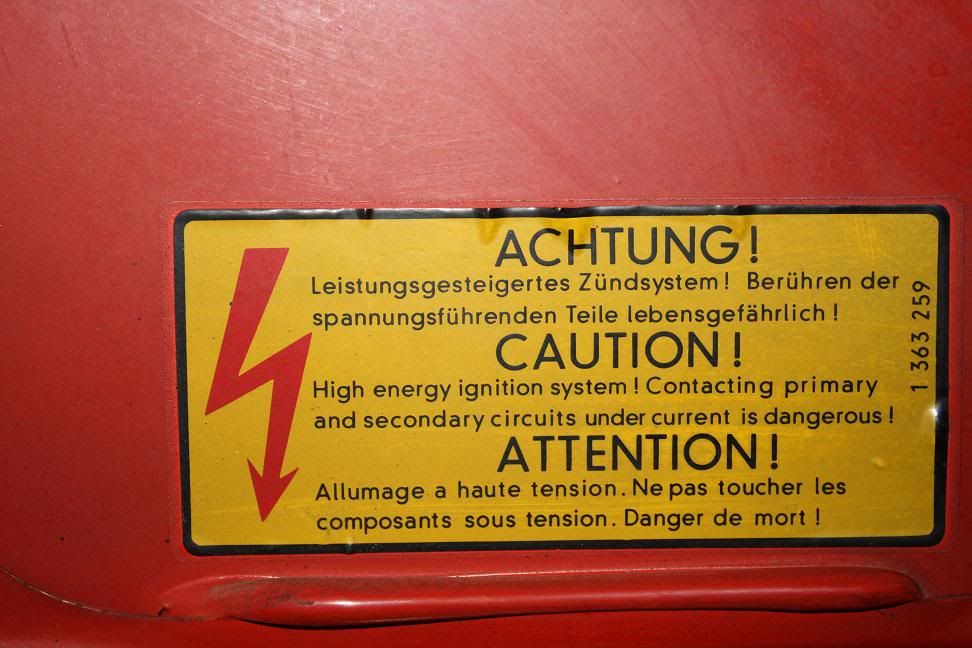 ACHTUNG!
Leistungsgesteigertes Zündsystem! Berühren der
spannungsführenden Teile lebensgefährlich!
CAUTION!
High energy ignition system! Contacting primary
and secondary circuits under current is dangerous!
ATTENTION!
Allumage a haute tension. Ne pas toucher les
composants sous tension. Danger de mort!
1 363 259